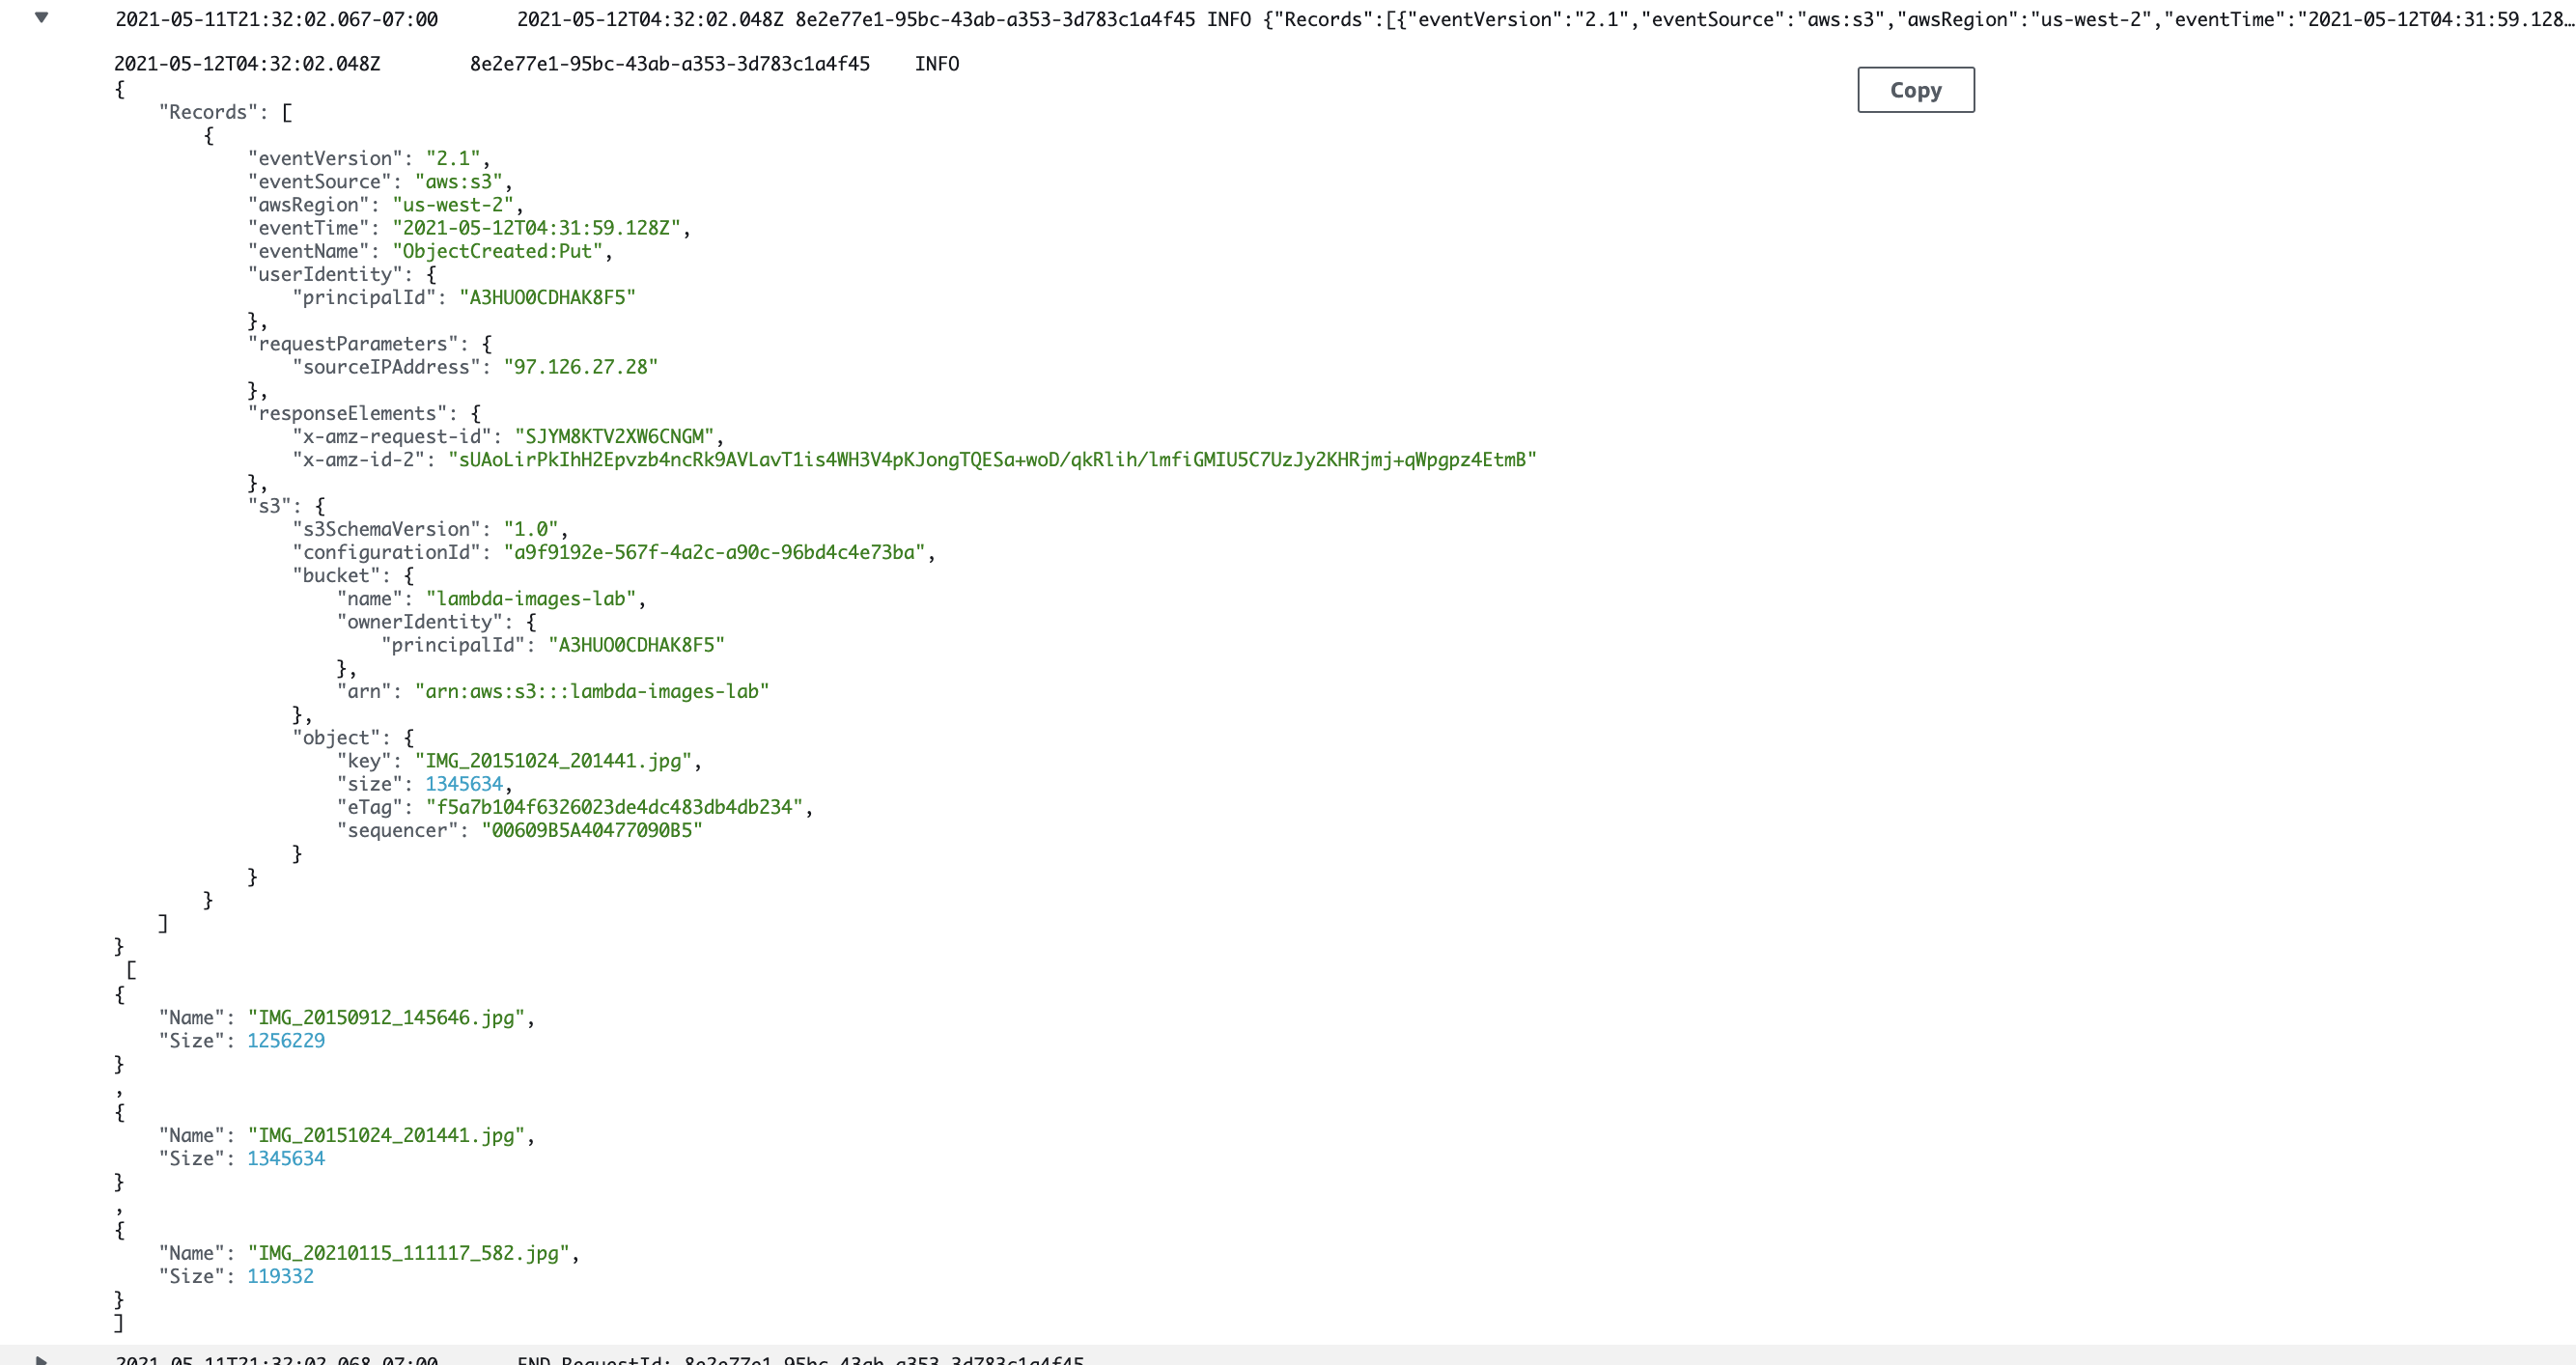 2021-05-11T21:32:02.067-07:00 2021-05-12T04:32:02.048Z 8e2e77e1-95bc-43ab-a353-3d783c1a4f45 INFO {"Records":[{"eventVersion":"2.1","eventSource":"aws:s3","awsRegion":"us-west-2","eventTime":"2021-05-12T04:31:59.128…
2021-05-12T04:32:02.048Z 8e2e77e1-95bc-43ab-a353-3d783c1a4f45 INFO
Copy
{
"Records": [
{
"eventVersion": "2.1",
"eventSource": "aws:s3",
"awsRegion": "us-west-2",
"eventTime": "2021-05-12T04:31:59.128Z",
"eventName": "ObjectCreated:Put",
"userIdentity": {
"principalId": "A3HUO0CDHAK8F5"
},
"requestParameters": {
"sourceIPAddress": "97.126.27.28"
},
"responseElements": {
"x-amz-request-id": "SJYM8KTV2XW6CNGM",
"x-amz-id-2": "sUAoLirPkIhH2Epvzb4ncRk9AVLavT1is4WH3V4pKJongTQESa+woD/qkRlih/lmfiGMIU5C7UzJy2KHRjmj+qWpgpz4EtmB"
},
"s3": {
"s3SchemaVersion": "1.0",
"configurationId": "a9f9192e-567f-4a2c-a90c-96bd4c4e73ba",
"bucket": {
"name": "lambda-images-lab",
"ownerIdentity": {
"principalId": "A3HUO0CDHAK8F5"
},
"arn": "arn:aws:s3:::lambda-images-lab"
},
"object": {
"key": "IMG_20151024_201441.jpg",
"size": 1345634,
"eTag": "f5a7b104f6326023de4dc483db4db234",
"sequencer": "00609B5A40477090B5"
}
}
}
]
}
[
{
"Name": "IMG_20150912_145646.jpg",
"Size": 1256229
}
,
{
"Name": "IMG_20151024_201441.jpg",
"Size": 1345634
}
,
{
"Name": "IMG_20210115_111117_582.jpg",
"Size": 119332
}
]
2021-05-11T21:32:02.068-07:00 END RequestId: 8e2e77e1-95bc-43ab-a353-3d783c1a4f45